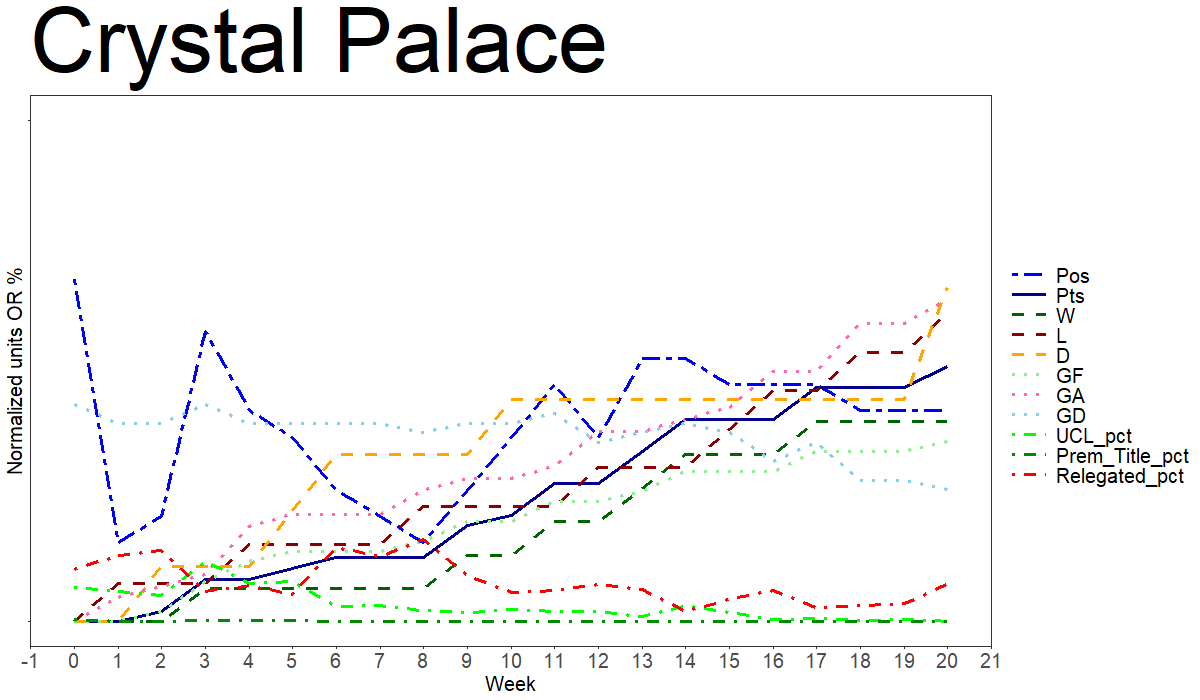 Crystal Palace
Normalized units OR %
-1 0 1 2 3 4 5 6 7 8 9 10 11 12 13 14 15 16 17 18 19 20 21
Week
Pos
Pts
W
L
D
GF
GA
GD
UCL_pct
Prem_Title_pct
Relegated_pct